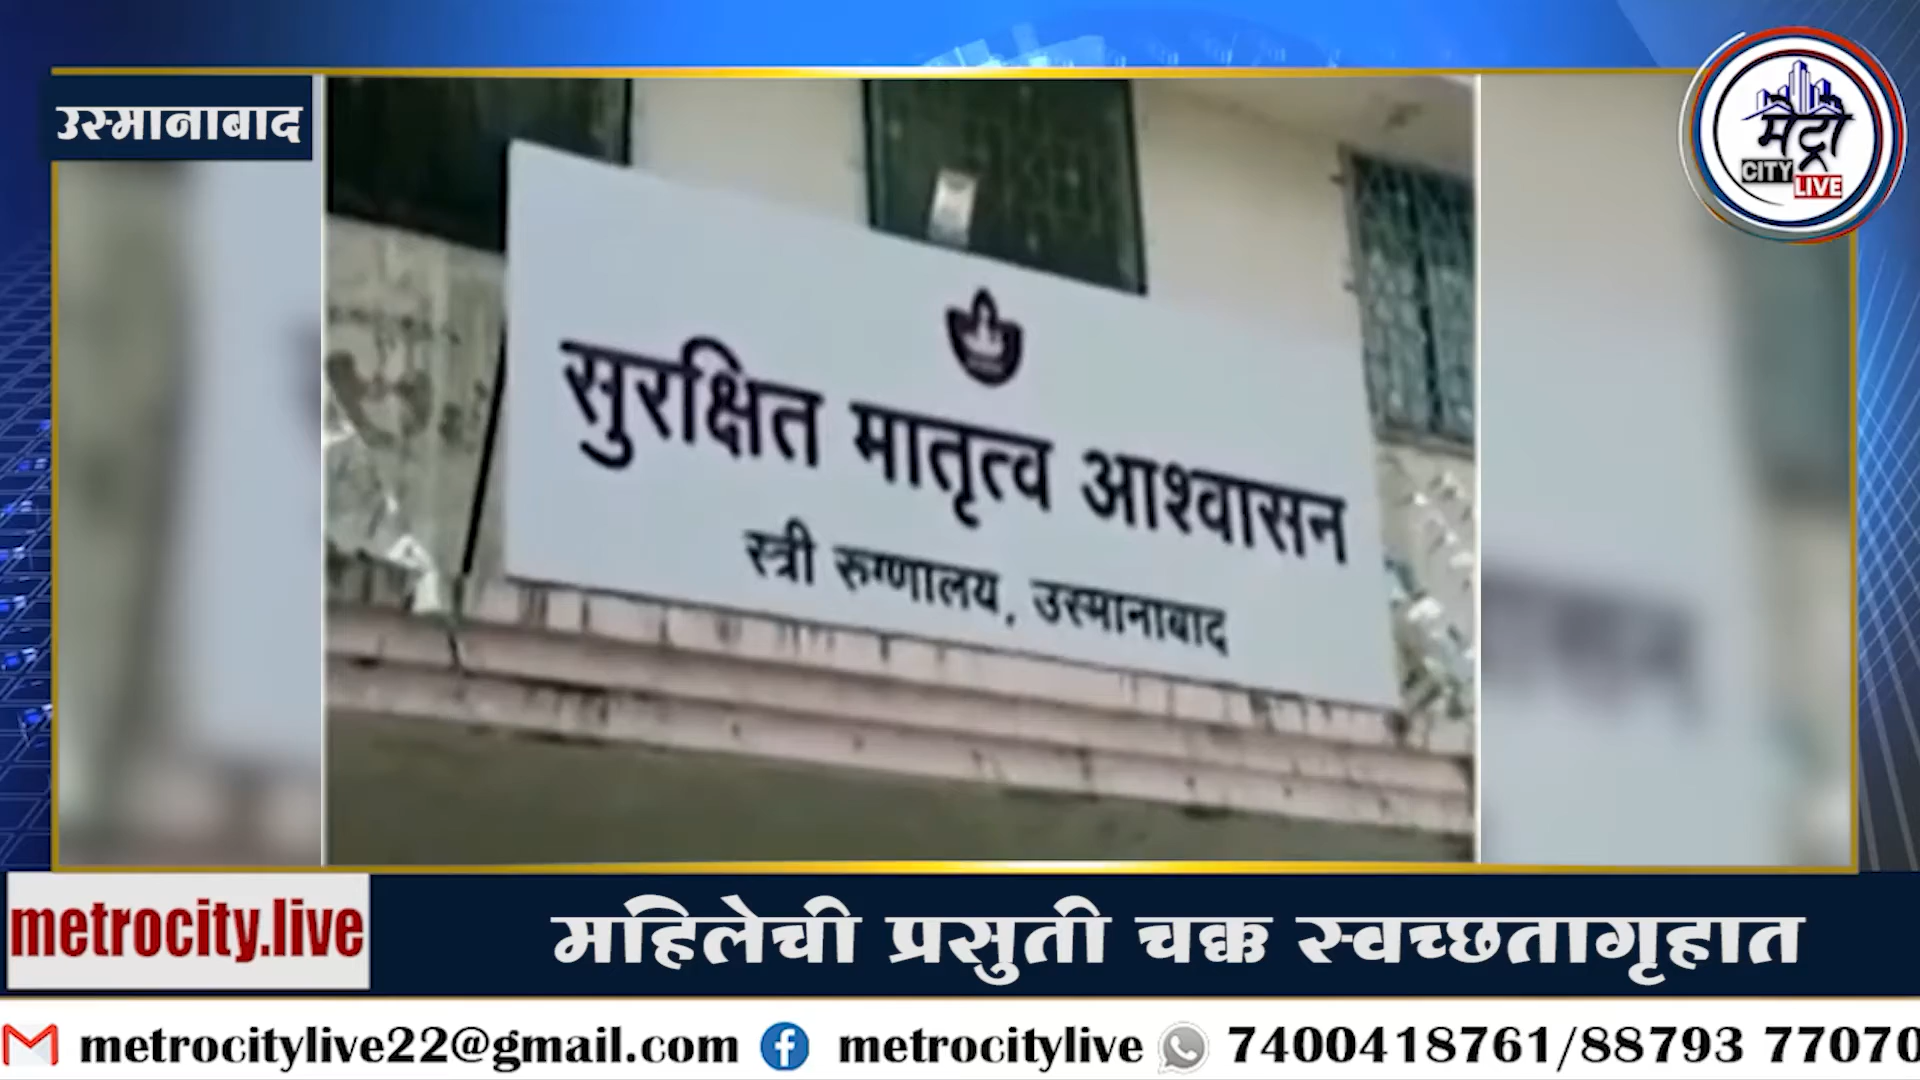 उस्मानाबाद
मेट्रो
CITY
LIVE
सुरक्षित मातृत्व आश्वासन
स्त्री रुग्णालय, उस्मानाबाद
metrocity.live
महिलेची प्रसुती चक्क स्वच्छतागृहात
metrocitylive22@gmail.com metrocitylive 7400418761/88793 77070